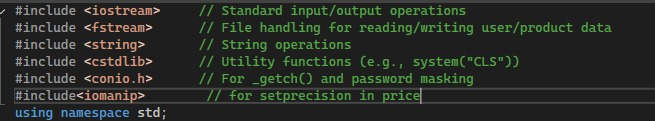 #include <iostream>     // Standard input/output operations
#include <fstream>      // File handling for reading/writing user/product data
#include <string>       // String operations
#include <cstdlib>      // Utility functions (e.g., system("CLS"))
#include <conio.h>      // For _getch() and password masking
#include<iomanip>        // for setprecision in price
using namespace std;